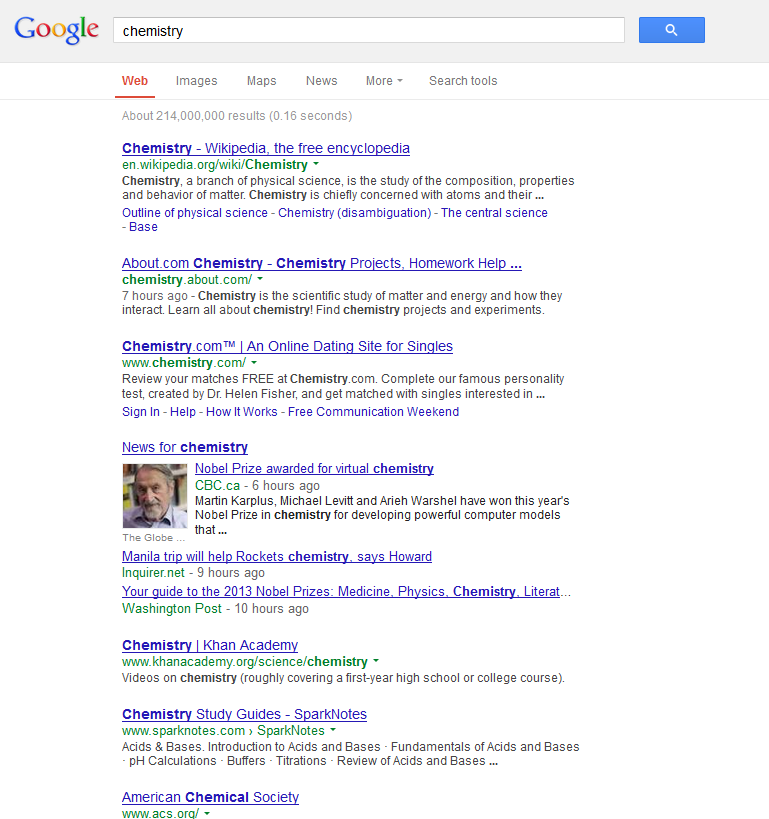 Google
chemistry
Web Images Maps News More Search tools
About 214,000,000 results (0.16 seconds)
Chemistry - Wikipedia, the free encyclopedia
en.wikipedia.org/wiki/Chemistry
Chemistry, a branch of physical science, is the study of the composition, properties
and behavior of matter. Chemistry is chiefly concerned with atoms and their ...
Outline of physical science - Chemistry (disambiguation) - The central science
- Base
About.com Chemistry - Chemistry Projects, Homework Help ...
chemistry.about.com/
7 hours ago - Chemistry is the scientific study of matter and energy and how they
interact. Learn all about chemistry! Find chemistry projects and experiments.
Chemistry.com™ | An Online Dating Site for Singles
www.chemistry.com/
Review your matches FREE at Chemistry.com. Complete our famous personality
test, created by Dr. Helen Fisher, and get matched with singles interested in ...
Sign In - Help - How It Works - Free Communication Weekend
News for chemistry
Nobel Prize awarded for virtual chemistry
CBC.ca - 6 hours ago
Martin Karplus, Michael Levitt and Arieh Warshel have won this year's
Nobel Prize in chemistry for developing powerful computer models
that ...
The Globe ...
Manila trip will help Rockets chemistry, says Howard
Inquirer.net - 9 hours ago
Your guide to the 2013 Nobel Prizes: Medicine, Physics, Chemistry, Literat...
Washington Post - 10 hours ago
Chemistry | Khan Academy
www.khanacademy.org/science/chemistry
Videos on chemistry (roughly covering a first-year high school or college course).
Chemistry Study Guides - SparkNotes
www.sparknotes.com › SparkNotes
Acids & Bases. Introduction to Acids and Bases · Fundamentals of Acids and Bases
· pH Calculations · Buffers · Titrations · Review of Acids and Bases ...
American Chemical Society
www.acs.org/